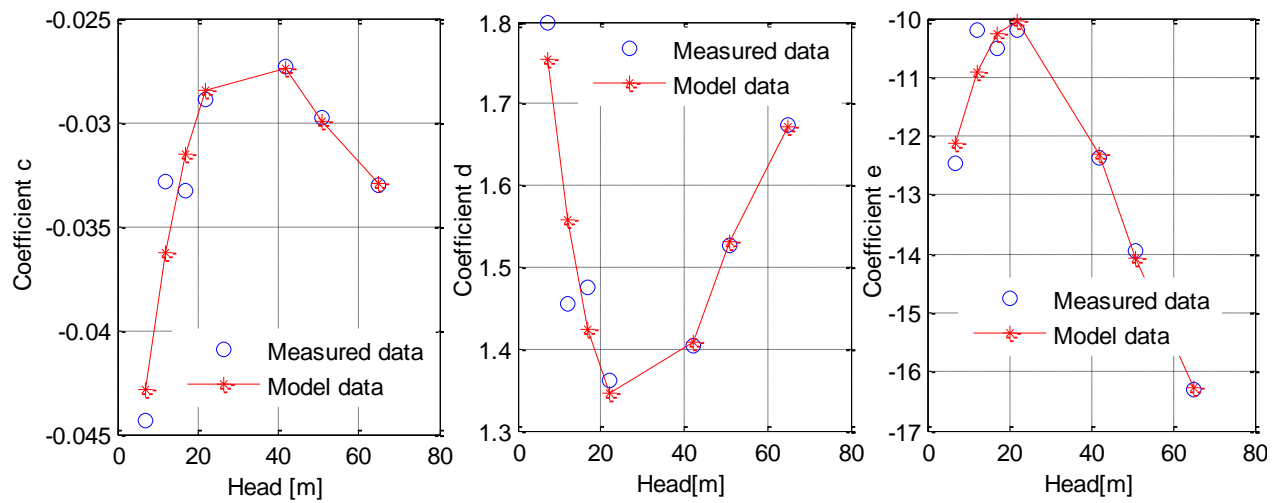 -0.025
-0.03
-0.035
-0.04
-0.045
Coefficient c
0 20 40 60 80
Head [m]
Measured data
Model data
1.8
1.7
1.6
1.5
1.4
1.3
Coefficient d
0 20 40 60 80
Head[m]
Measured data
Model data
-10
-11
-12
-13
-14
-15
-16
-17
Coefficient e
0 20 40 60 80
Head[m]
Measured data
Model data